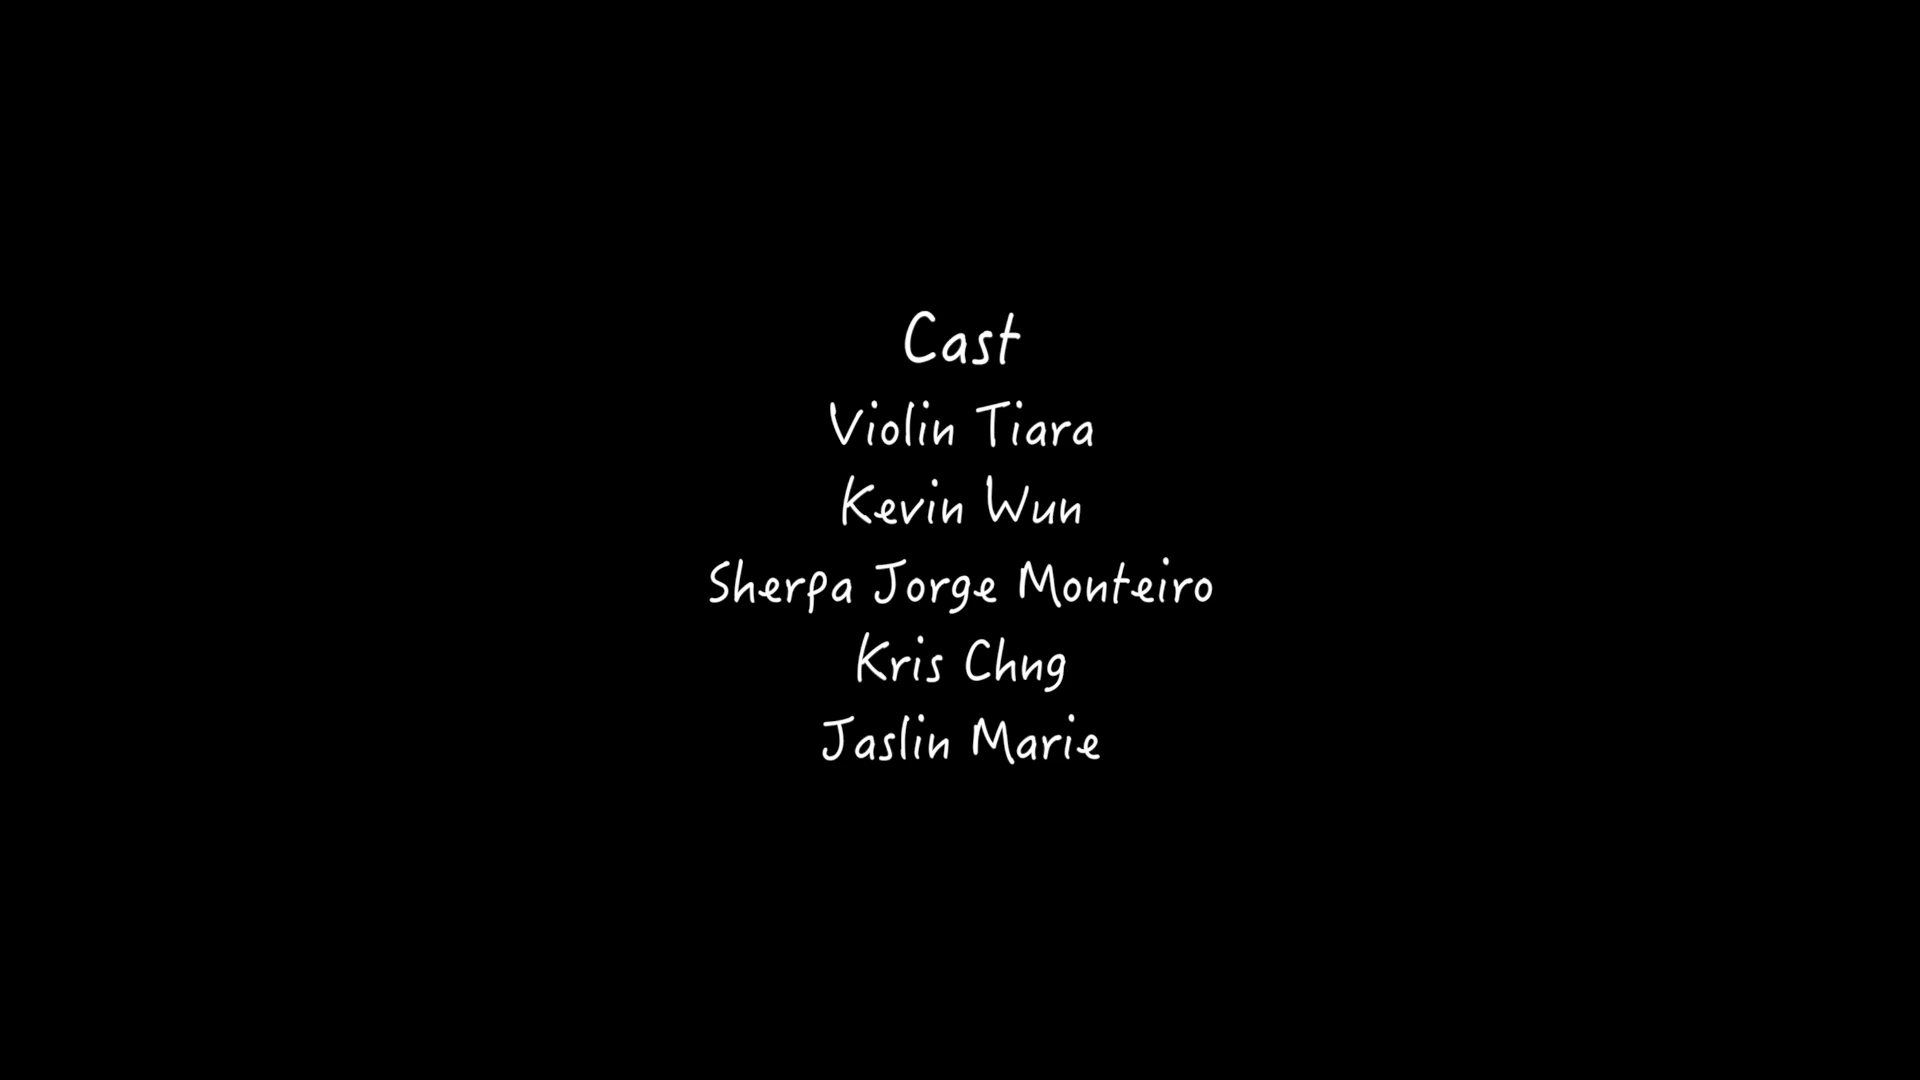 Cast
Violin Tiara
Kevin Wun
Sherpa Jorge Monteiro
Kris Chng
Jaslin Marie